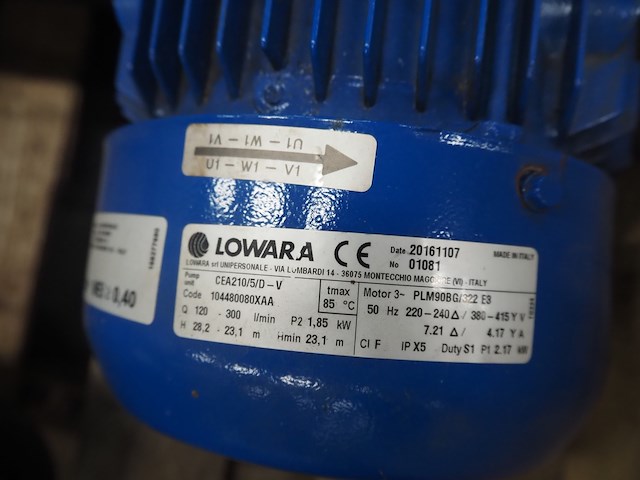 V1 - W1 - U1
U1 - W1 - V1
LOWARA CE
Date 20161107
No 01081
MADE IN ITALY
LOWARA srl UNIPERSONALE - VIA LOMBARDI 14 - 36075 MONTECCHIO MAGGIORE (VI) - ITALY
Pump unit CEA210/5/D-V
Code 104480080XAA
Q 120 - 300 l/min P2 1,85 kW
H 28,2 - 23,1 m Hmin 23,1 m
tmax
85 °C
Motor 3~ PLM90BG/322 E3
50 Hz 220-240Δ / 380-415Y V
7.21 Δ / 4.17 Y A
Cl F IP X5 Duty S1 P1 2.17 kW
0,40